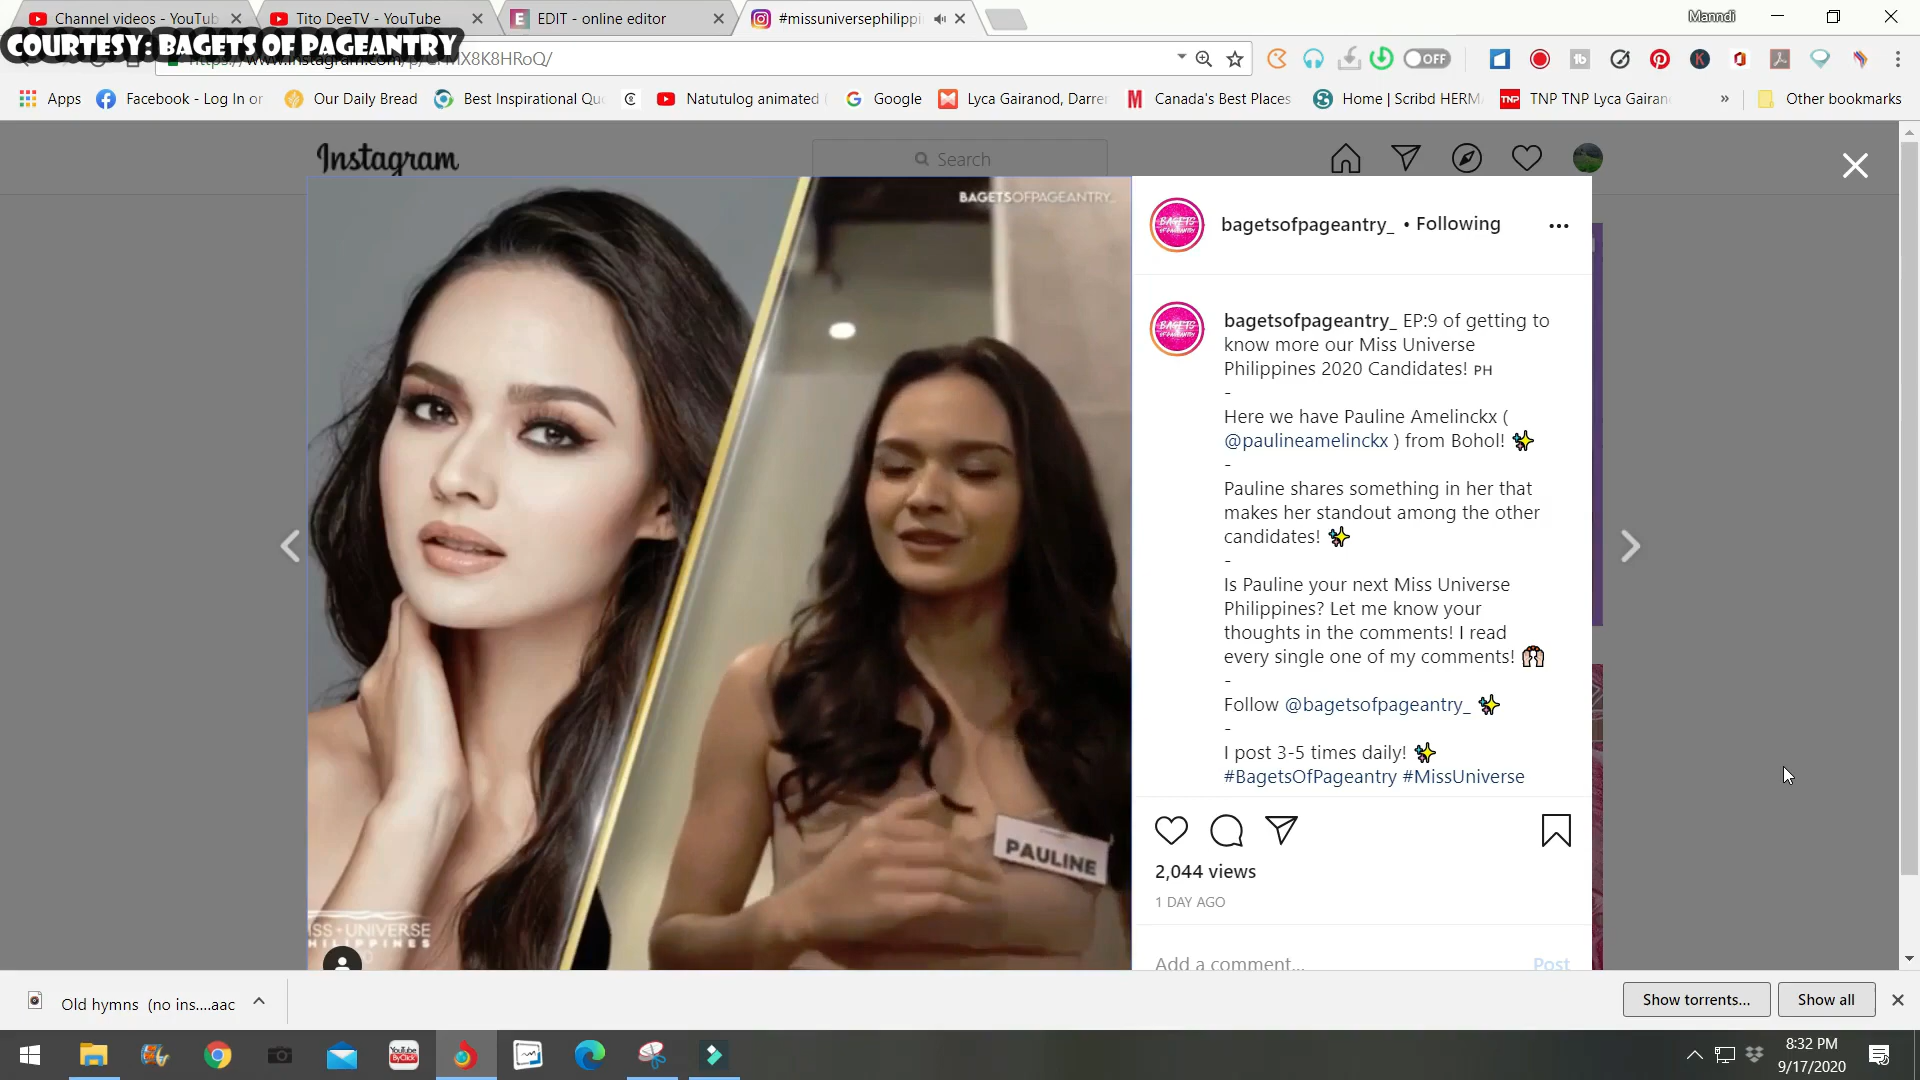 Channel videos - YouTub
Tito DeeTV - YouTube
EDIT - online editor
#missuniversephilippi
Manndi
COURTESY: BAGETS OF PAGEANTRY
OFF
Apps
Facebook - Log In or
Our Daily Bread
Best Inspirational Qu
Natutulog animated
Google
Lyca Gairanod, Darre
Canada's Best Places
Home | Scribd HERM
TNP TNP Lyca Gairan
»
Other bookmarks
Instagram
Search
BAGETSOFPAGEANTRY_
bagetsofpageantry_ • Following
bagetsofpageantry_ EP:9 of getting to
know more our Miss Universe
Philippines 2020 Candidates! PH
-
Here we have Pauline Amelinckx (
@paulineamelinckx ) from Bohol! ✨
-
Pauline shares something in her that
makes her standout among the other
candidates! ✨
-
Is Pauline your next Miss Universe
Philippines? Let me know your
thoughts in the comments! I read
every single one of my comments! 🙌
-
Follow @bagetsofpageantry_ ✨
-
I post 3-5 times daily! ✨
#BagetsOfPageantry #MissUniverse
PAULINE
ISS • UNIVERSE
HILIPPINES
2,044 views
1 DAY AGO
Add a comment...
Post
Old hymns (no ins....aac
Show torrents...
Show all
8:32 PM
9/17/2020